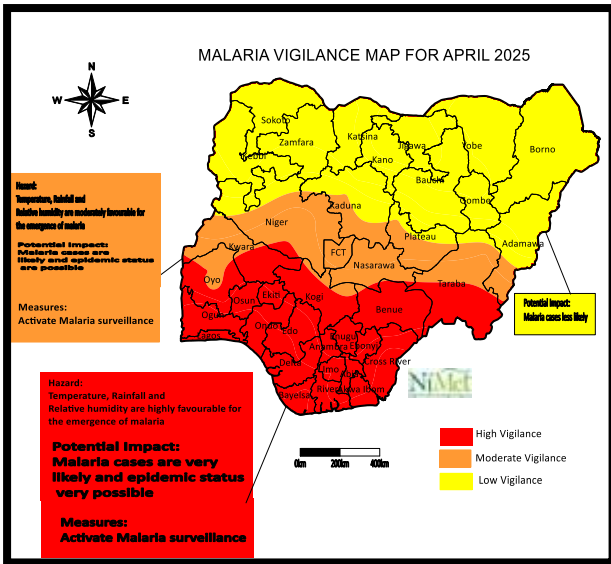 MALARIA VIGILANCE MAP FOR APRIL 2025
N
W
E
S
Sokoto
Zamfara
Katsina
Jigawa
Yobe
Borno
Kebbi
Kano
Bauchi
Gombe
Kaduna
Niger
Plateau
Adamawa
Kwara
FCT
Nasarawa
Taraba
Oyo
Osun
Ekiti
Kogi
Benue
Ogun
Ondo
Edo
Lagos
Enugu
Anambra
Ebonyi
Delta
Imo
Abia
Cross River
Bayelsa
Rivers
Akwa Ibom
Hazard:
Temperature, Rainfall and
Relative humidity are moderately favourable for
the emergence of malaria
Potential Impact:
Malaria cases are
likely and epidemic status
are possible
Measures:
Activate Malaria surveillance
Potential Impact:
Malaria cases less likely
Hazard:
Temperature, Rainfall and
Relative humidity are highly favourable for
the emergence of malaria
Potential Impact:
Malaria cases are very
likely and epidemic status
very possible
Measures:
Activate Malaria surveillance
NiMet
0km 200km 400km
High Vigilance
Moderate Vigilance
Low Vigilance